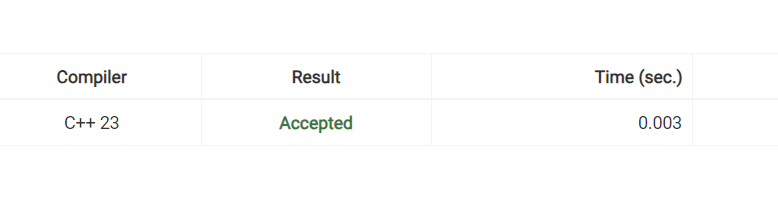 Compiler Result Time (sec.)
C++ 23 Accepted 0.003